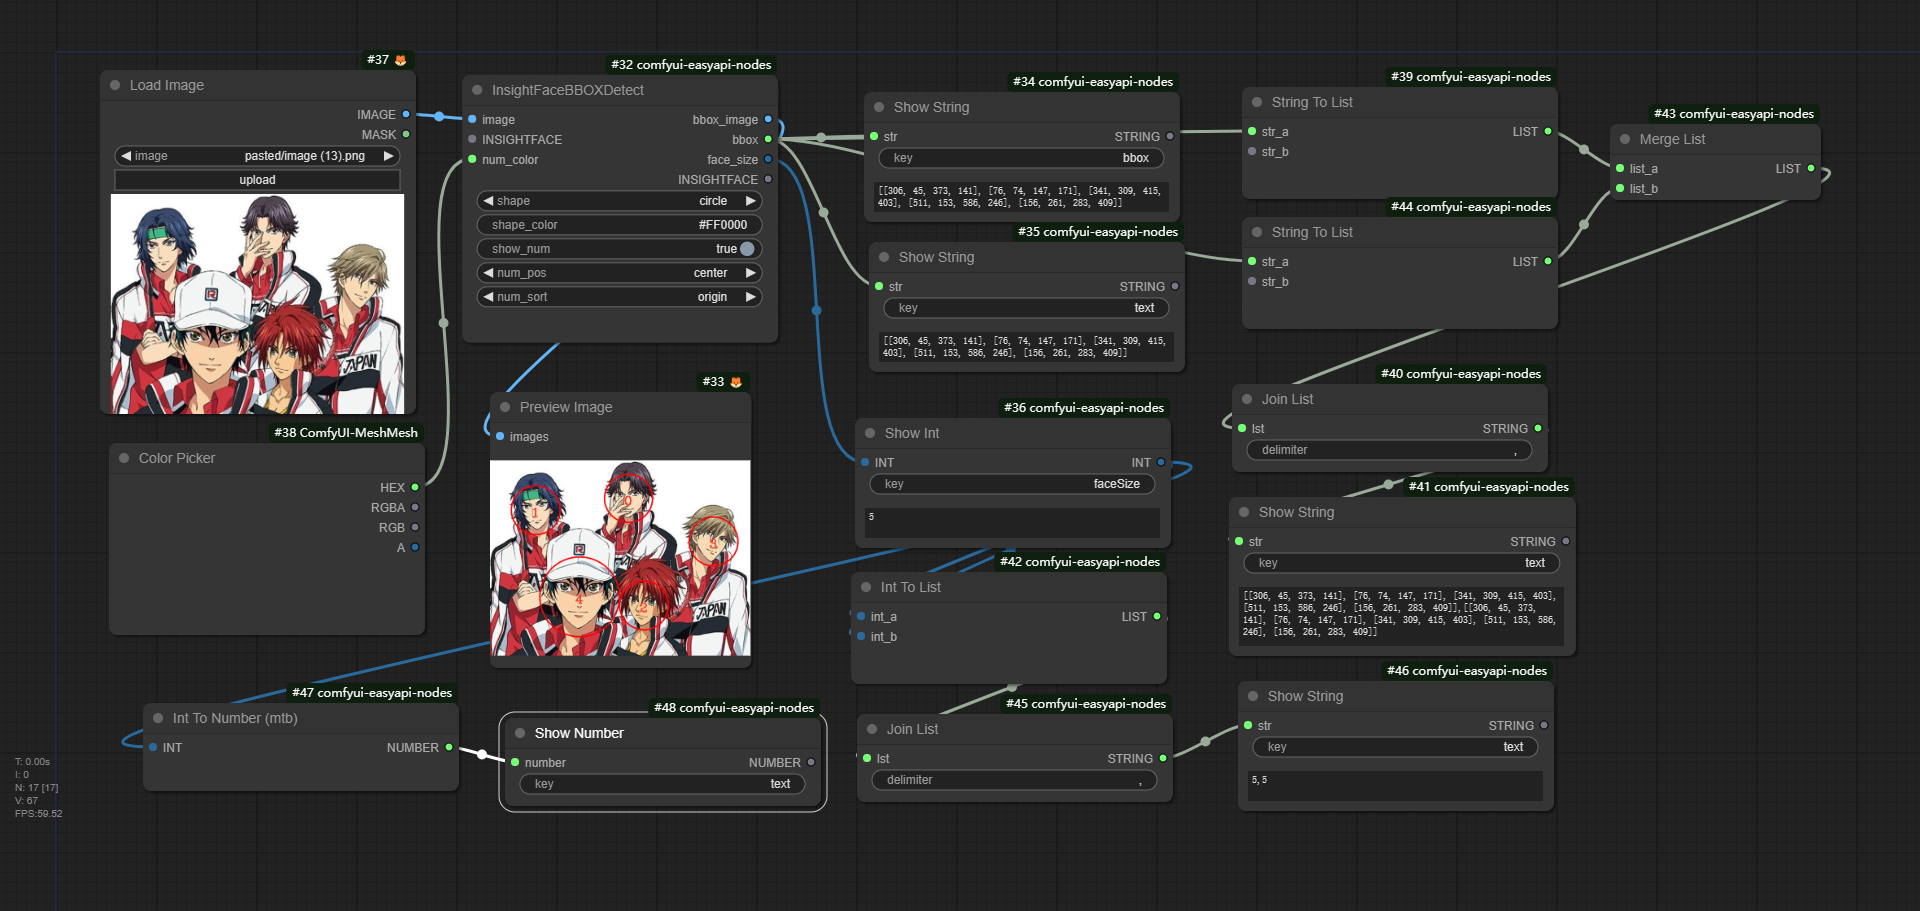 #37
Load Image
IMAGE
MASK
image pasted/image (13).png
upload
R
JAPAN
#38 ComfyUI-MeshMesh
Color Picker
HEX
RGBA
RGB
A
#32 comfyui-easyapi-nodes
InsightFaceBBOXDetect
image bbox_image
INSIGHTFACE bbox
num_color face_size
INSIGHTFACE
shape circle
shape_color #FF0000
show_num true
num_pos center
num_sort origin
#33
Preview Image
images
0
1
R
4
2
JAPAN
#34 comfyui-easyapi-nodes
Show String
str STRING
key bbox
[[306, 45, 373, 141], [76, 74, 147, 171], [341, 309, 415,
403], [511, 153, 586, 246], [156, 261, 283, 409]]
#35 comfyui-easyapi-nodes
Show String
str STRING
key text
[[306, 45, 373, 141], [76, 74, 147, 171], [341, 309, 415,
403], [511, 153, 586, 246], [156, 261, 283, 409]]
#36 comfyui-easyapi-nodes
Show Int
INT INT
key faceSize
5
#42 comfyui-easyapi-nodes
Int To List
int_a LIST
int_b
#45 comfyui-easyapi-nodes
Join List
lst STRING
delimiter ,
#39 comfyui-easyapi-nodes
String To List
str_a LIST
str_b
#44 comfyui-easyapi-nodes
String To List
str_a LIST
str_b
#43 comfyui-easyapi-nodes
Merge List
list_a LIST
list_b
#40 comfyui-easyapi-nodes
Join List
lst STRING
delimiter ,
#41 comfyui-easyapi-nodes
Show String
str STRING
key text
[[306, 45, 373, 141], [76, 74, 147, 171], [341, 309, 415, 403],
[511, 153, 586, 246], [156, 261, 283, 409]],[[306, 45, 373,
141], [76, 74, 147, 171], [341, 309, 415, 403], [511, 153, 586,
246], [156, 261, 283, 409]]
#46 comfyui-easyapi-nodes
Show String
str STRING
key text
5,5
#47 comfyui-easyapi-nodes
Int To Number (mtb)
INT NUMBER
#48 comfyui-easyapi-nodes
Show Number
number NUMBER
key text
T: 0.00s
I: 0
N: 17 [17]
V: 67
FPS:59.52